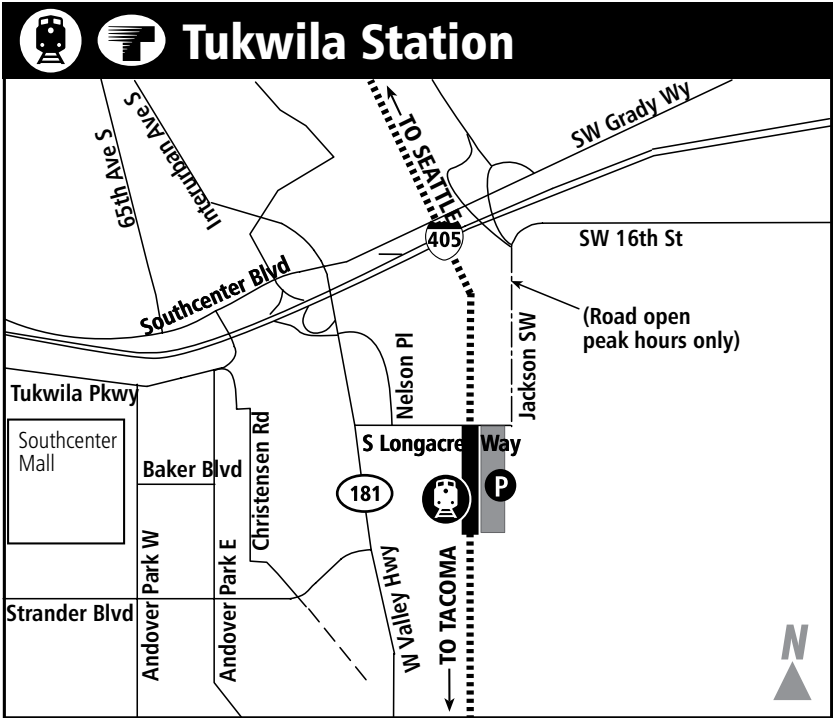 Tukwila Station
SW Grady Wy
TO SEATTLE
Interurban Ave S
65th Ave S
405
SW 16th St
Southcenter Blvd
(Road open
peak hours only)
Nelson Pl
Jackson SW
Tukwila Pkwy
Southcenter
Mall
S Longacres Way
Baker Blvd
Christensen Rd
181
P
Andover Park W
Andover Park E
W Valley Hwy
TO TACOMA
Strander Blvd
N